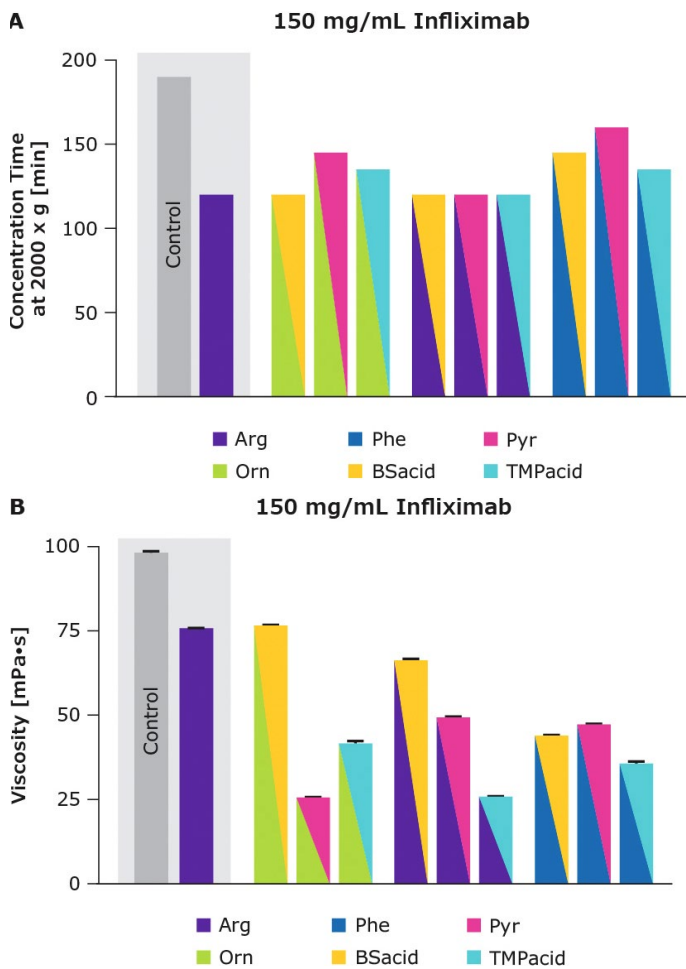 A
150 mg/mL Infliximab
Concentration Time
at 2000 x g [min]
200
150
100
50
0
Control
Arg
Phe
Pyr
Orn
BSacid
TMPacid
B
150 mg/mL Infliximab
Viscosity [mPa•s]
100
75
50
25
0
Control
Arg
Phe
Pyr
Orn
BSacid
TMPacid